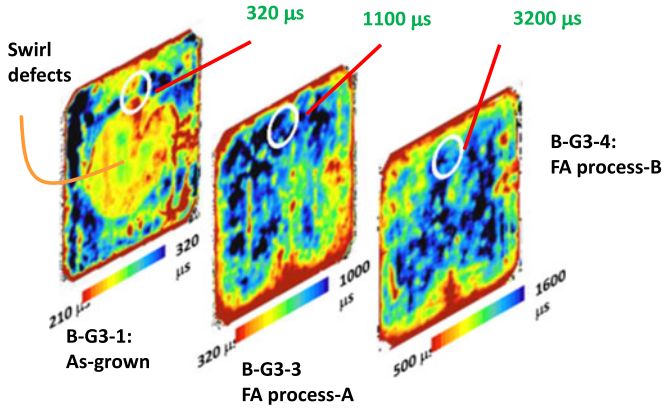 320 µs
1100 µs
3200 µs
Swirl
defects
B-G3-4:
FA process-B
320
µs
210 µs
1000
µs
320 µs
1600
µs
500 µs
B-G3-1:
As-grown
B-G3-3
FA process-A